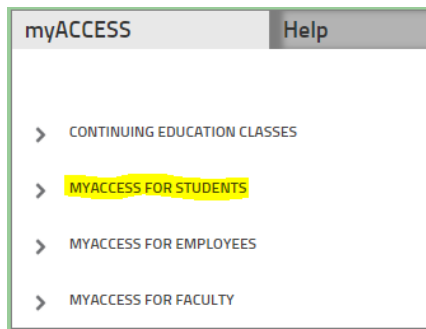 myACCESS
Help
CONTINUING EDUCATION CLASSES
MYACCESS FOR STUDENTS
MYACCESS FOR EMPLOYEES
MYACCESS FOR FACULTY